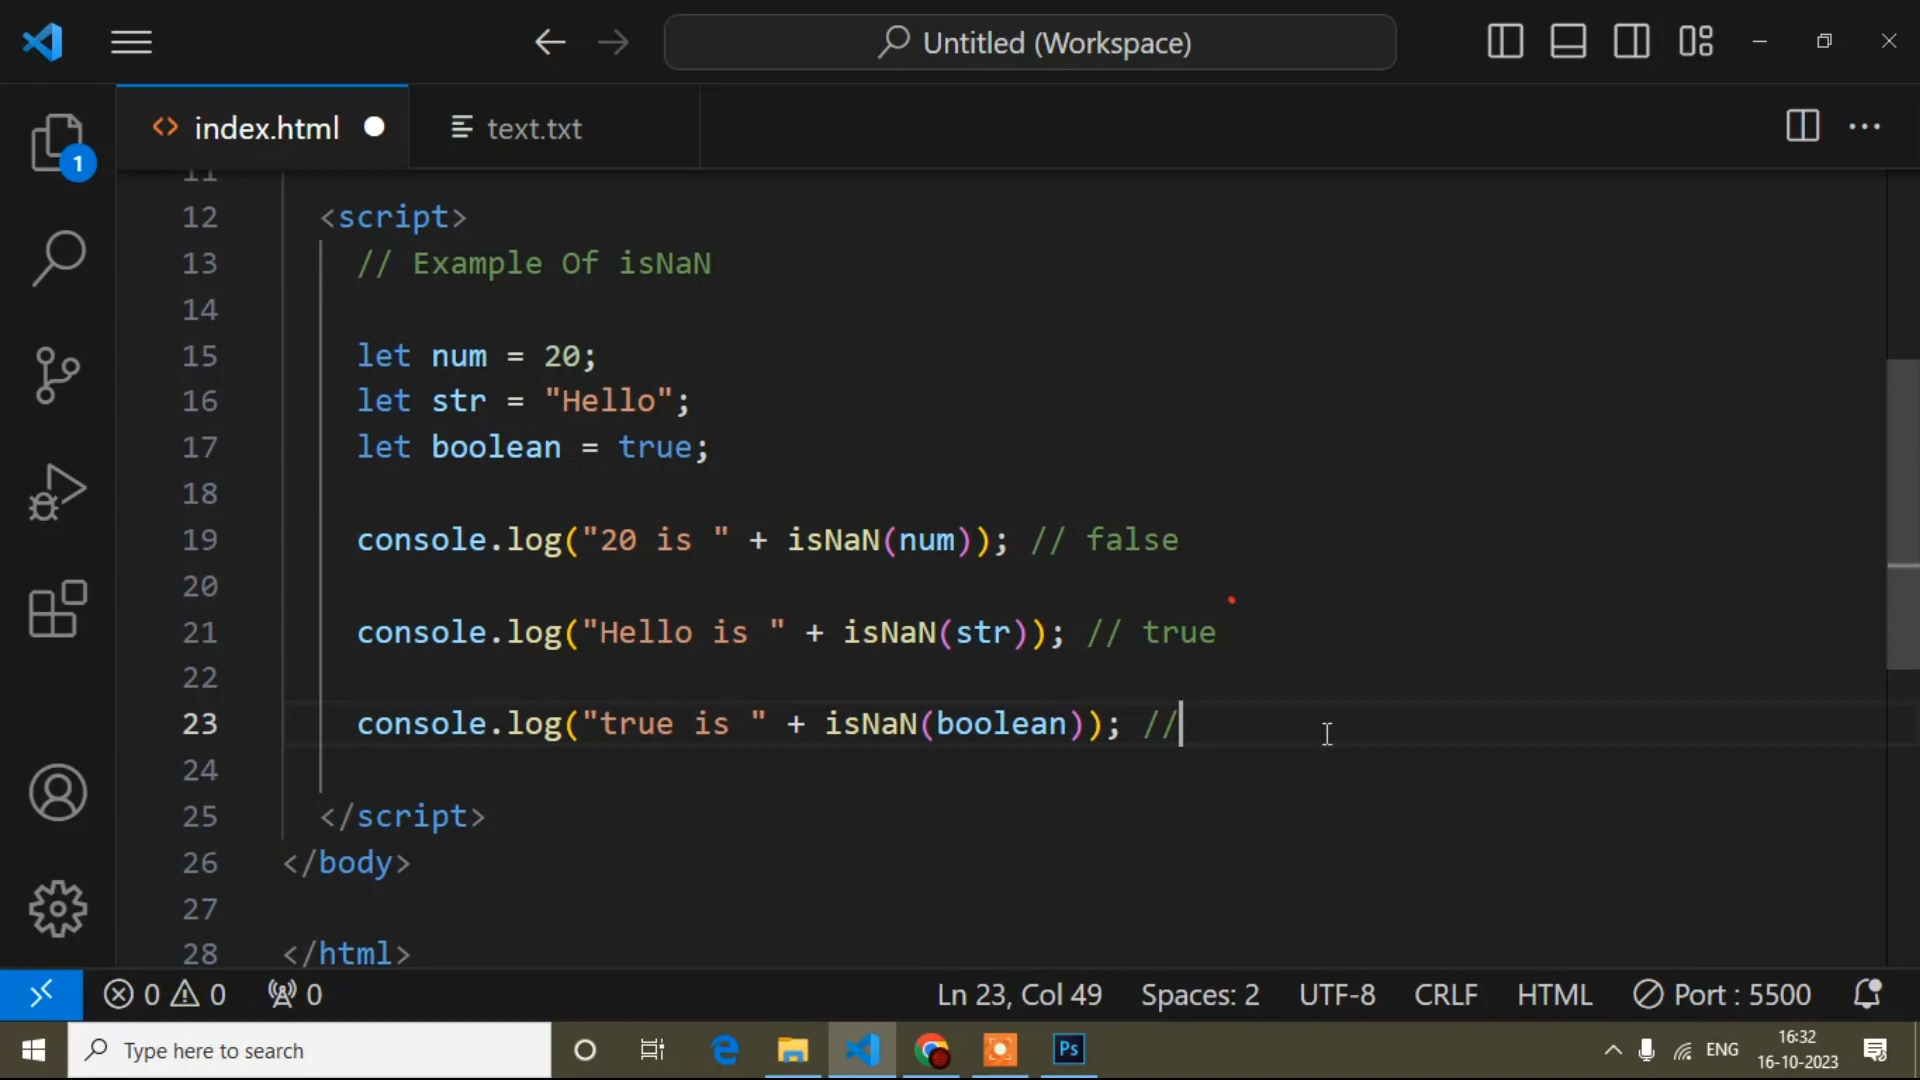 Untitled (Workspace)
index.html
text.txt
1
11
12 <script>
13 // Example Of isNaN
14
15 let num = 20;
16 let str = "Hello";
17 let boolean = true;
18
19 console.log("20 is " + isNaN(num)); // false
20
21 console.log("Hello is " + isNaN(str)); // true
22
23 console.log("true is " + isNaN(boolean)); //
24
25 </script>
26 </body>
27
28 </html>
0 0 0 Ln 23, Col 49 Spaces: 2 UTF-8 CRLF HTML Port : 5500
Type here to search
Ps
ENG
16:32
16-10-2023